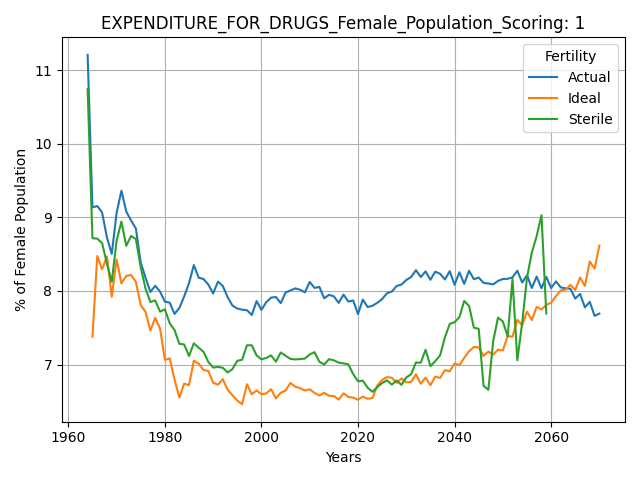 EXPENDITURE_FOR_DRUGS_Female_Population_Scoring: 1
Fertility
Actual
Ideal
Sterile
% of Female Population
11
10
9
8
7
1960
1980
2000
2020
2040
2060
Years